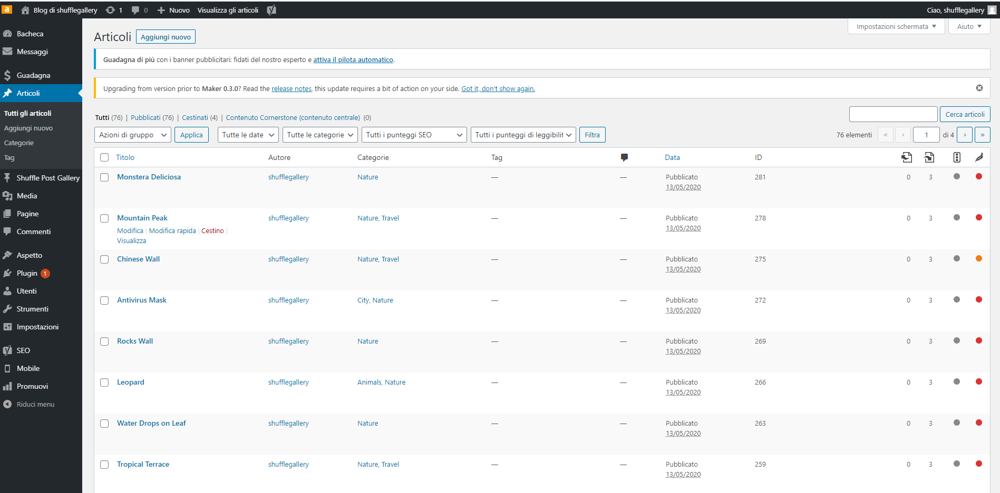 a Blog di shufflegallery 1 0 Nuovo Visualizza gli articoli Ciao, shufflegallery
Bacheca
Messaggi
Guadagna
Articoli
Tutti gli articoli
Aggiungi nuovo
Categorie
Tag
Shuffle Post Gallery
Media
Pagine
Commenti
Aspetto
Plugin 1
Utenti
Strumenti
Impostazioni
SEO
Mobile
Promuovi
Riduci menu
Impostazioni schermata Aiuto
Articoli Aggiungi nuovo
Guadagna di più con i banner pubblicitari: fidati del nostro esperto e attiva il pilota automatico.
Upgrading from version prior to Maker 0.3.0? Read the release notes, this update requires a bit of action on your side. Got it, don't show again.
Tutti (76) | Pubblicati (76) | Cestinati (4) | Contenuto Cornerstone (contenuto centrale) (0)
Cerca articoli
Azioni di gruppo Applica Tutte le date Tutte le categorie Tutti i punteggi SEO Tutti i punteggi di leggibilit Filtra 76 elementi « ‹ 1 di 4 › »
Titolo Autore Categorie Tag Data ID
Monstera Deliciosa shufflegallery Nature — — Pubblicato 281 0 3
13/05/2020
Mountain Peak shufflegallery Nature, Travel — — Pubblicato 278 0 3
13/05/2020
Modifica | Modifica rapida | Cestino |
Visualizza
Chinese Wall shufflegallery Nature, Travel — — Pubblicato 275 0 3
13/05/2020
Antivirus Mask shufflegallery City, Nature — — Pubblicato 272 0 3
13/05/2020
Rocks Wall shufflegallery Nature — — Pubblicato 269 0 3
13/05/2020
Leopard shufflegallery Animals, Nature — — Pubblicato 266 0 3
13/05/2020
Water Drops on Leaf shufflegallery Nature — — Pubblicato 263 0 3
13/05/2020
Tropical Terrace shufflegallery Nature, Travel — — Pubblicato 259 0 3
13/05/2020